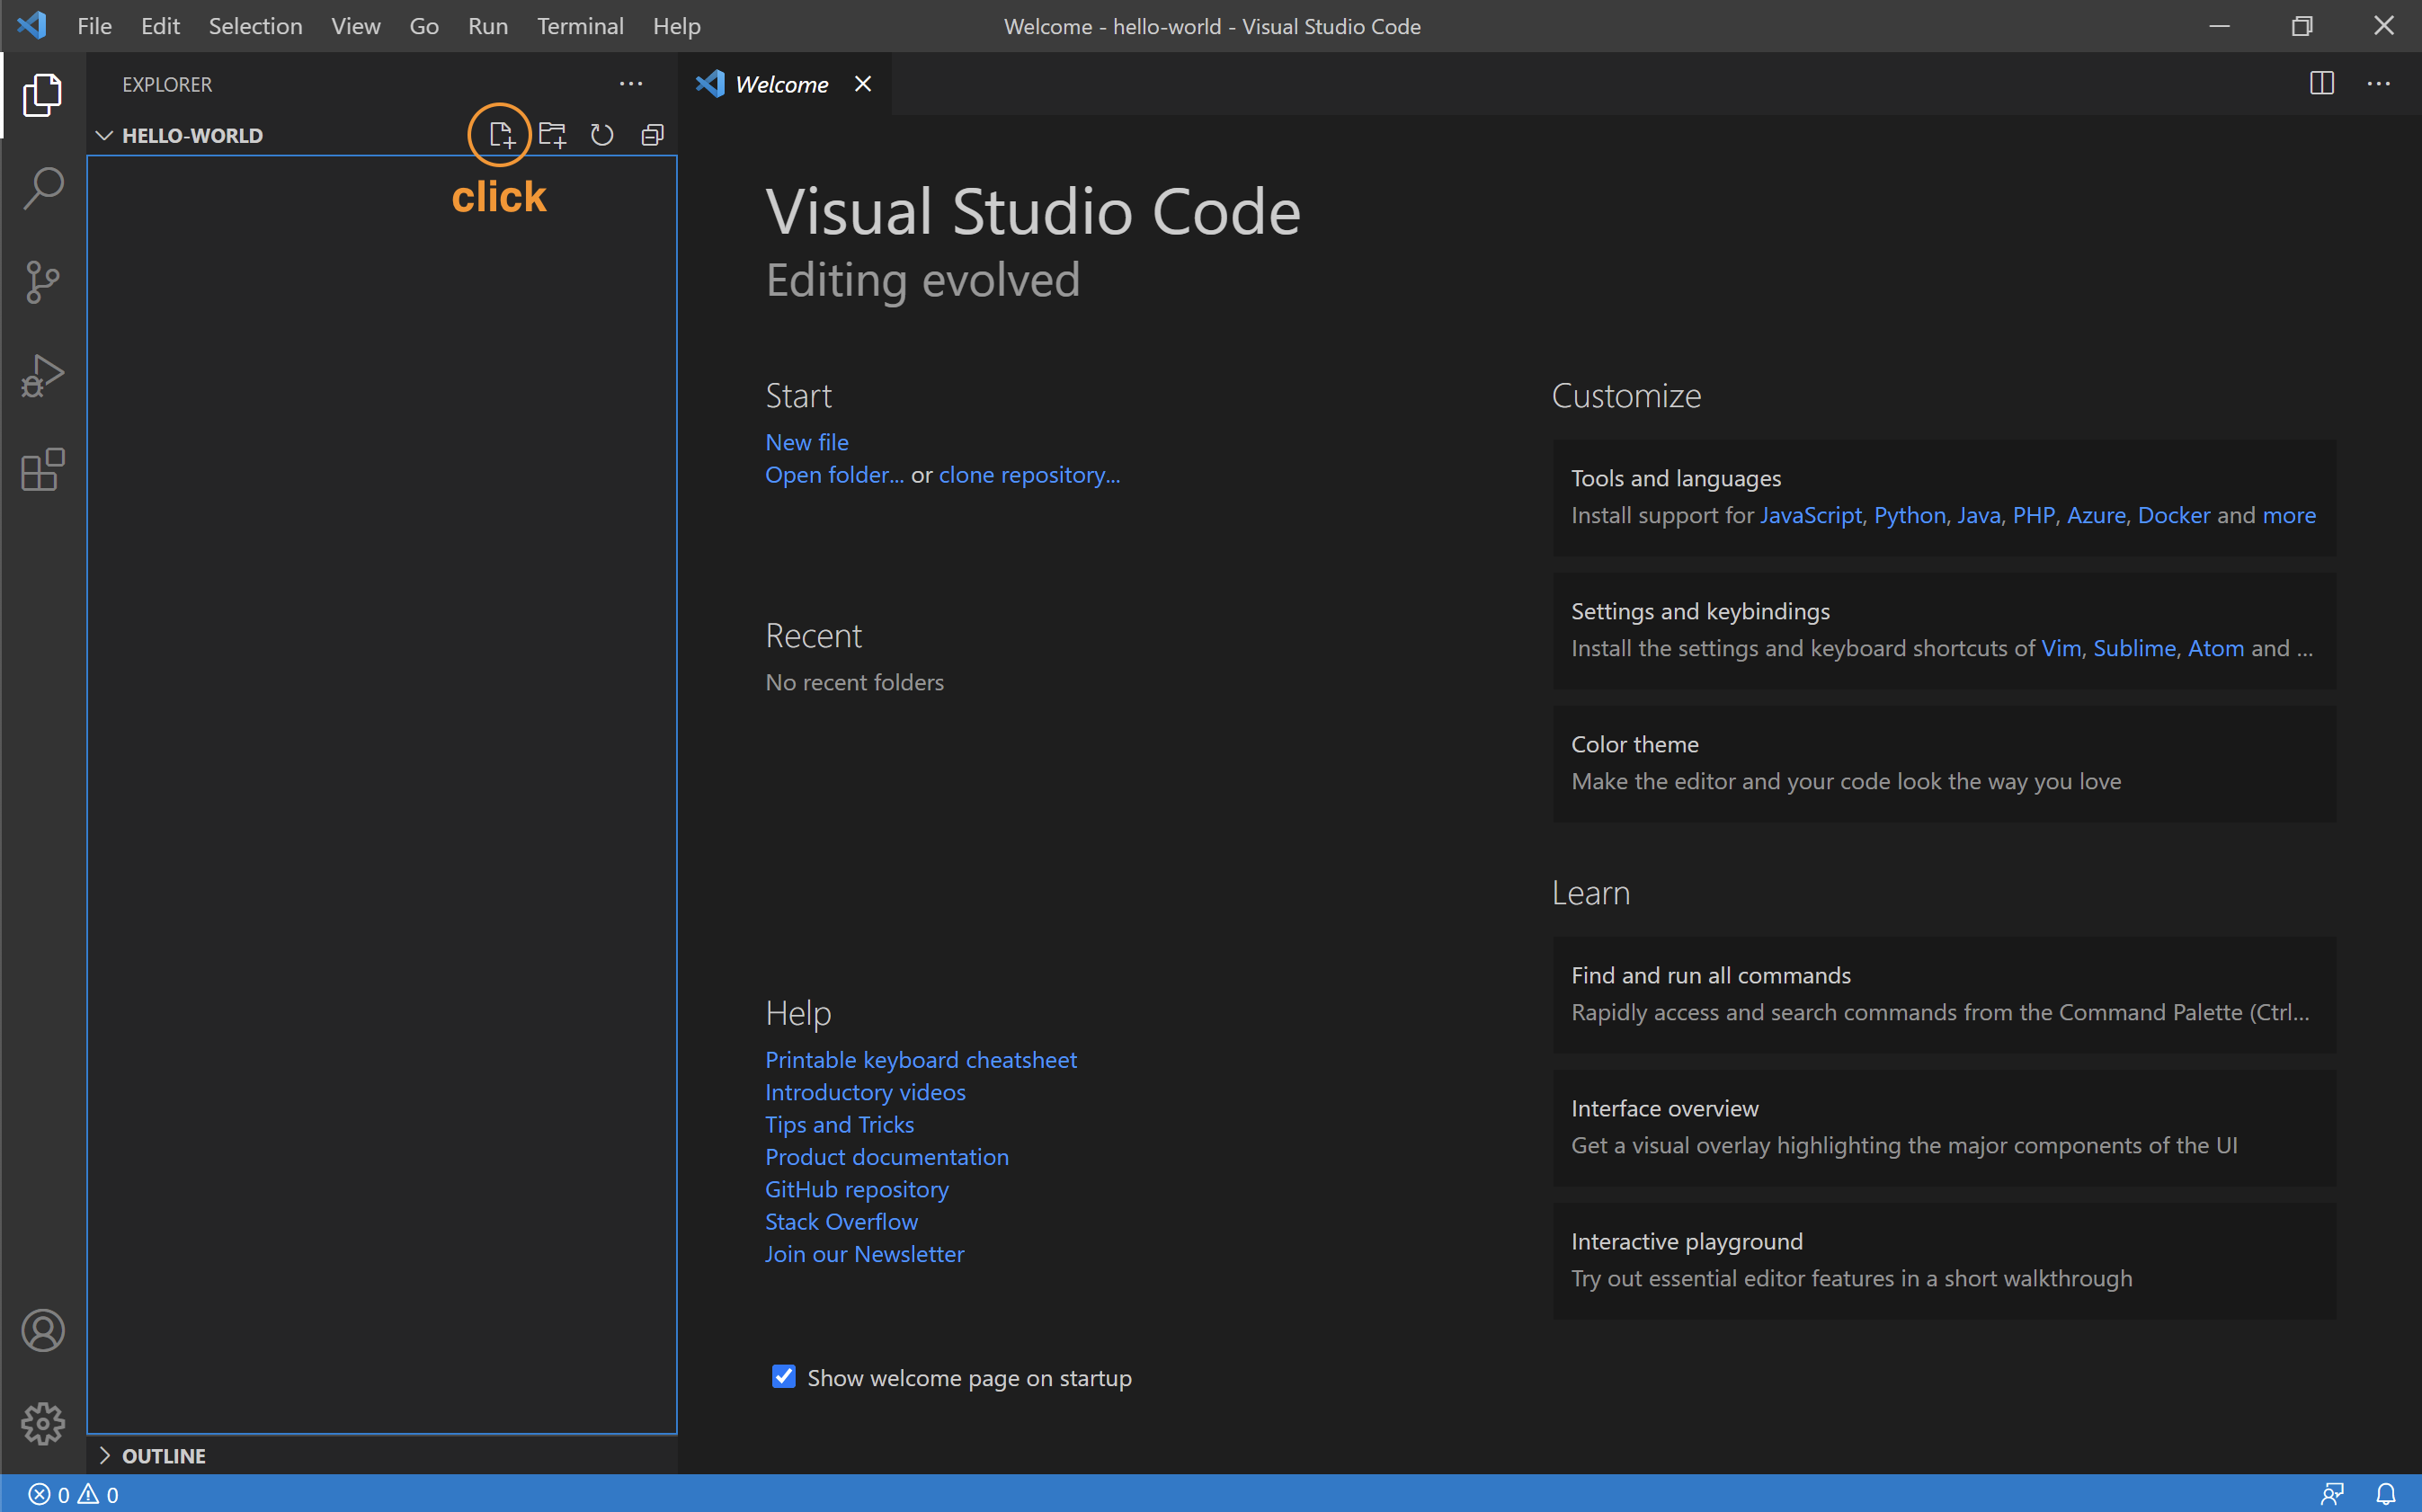 File Edit Selection View Go Run Terminal Help
Welcome - hello-world - Visual Studio Code
EXPLORER
HELLO-WORLD
click
OUTLINE
Welcome
Visual Studio Code
Editing evolved
Start
New file
Open folder... or clone repository...
Recent
No recent folders
Help
Printable keyboard cheatsheet
Introductory videos
Tips and Tricks
Product documentation
GitHub repository
Stack Overflow
Join our Newsletter
Show welcome page on startup
Customize
Tools and languages
Install support for JavaScript, Python, Java, PHP, Azure, Docker and more
Settings and keybindings
Install the settings and keyboard shortcuts of Vim, Sublime, Atom and ...
Color theme
Make the editor and your code look the way you love
Learn
Find and run all commands
Rapidly access and search commands from the Command Palette (Ctrl...
Interface overview
Get a visual overlay highlighting the major components of the UI
Interactive playground
Try out essential editor features in a short walkthrough
0 0